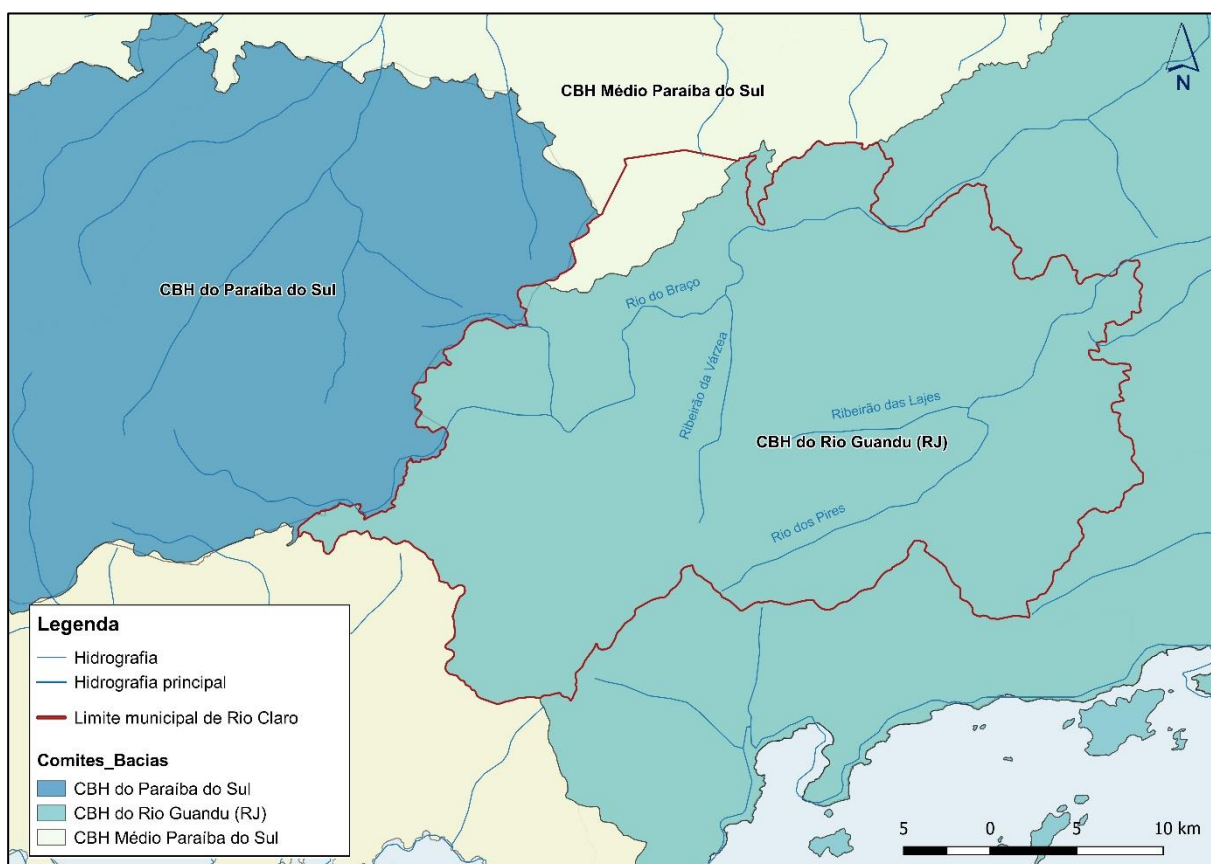 CBH Médio Paraíba do Sul
N
CBH do Paraíba do Sul
Rio do Braço
Ribeirão da Várzea
Ribeirão das Lajes
CBH do Rio Guandu (RJ)
Rio dos Pires
Legenda
Hidrografia
Hidrografia principal
Limite municipal de Rio Claro
Comites_Bacias
CBH do Paraíba do Sul
CBH do Rio Guandu (RJ)
CBH Médio Paraíba do Sul
5 0 5 10 km